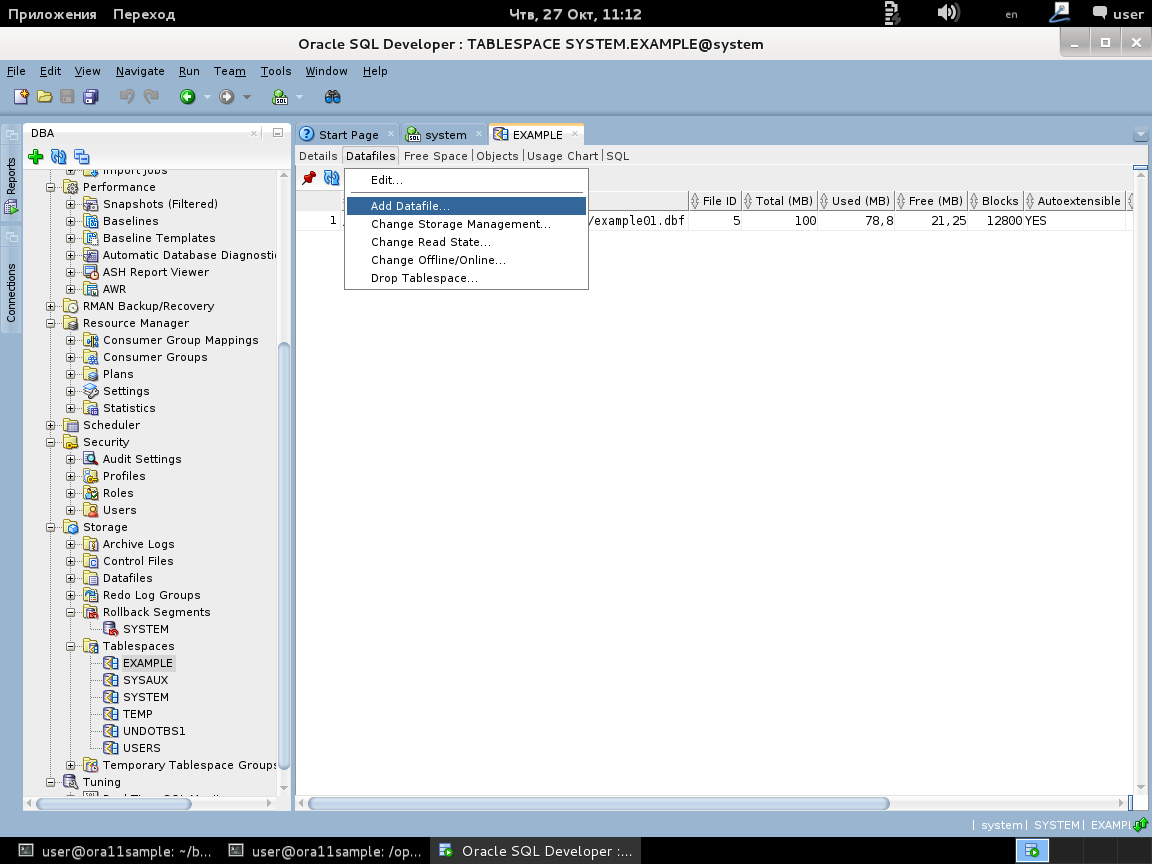 Приложения Переход Чтв, 27 Окт, 11:12 en user
Oracle SQL Developer : TABLESPACE SYSTEM.EXAMPLE@system
File Edit View Navigate Run Team Tools Window Help
DBA
Start Page system EXAMPLE
Details Datafiles Free Space Objects Usage Chart SQL
Reports
Connections
Import Jobs
Performance
Snapshots (Filtered)
Baselines
Baseline Templates
Automatic Database Diagnosti
ASH Report Viewer
AWR
RMAN Backup/Recovery
Resource Manager
Consumer Group Mappings
Consumer Groups
Plans
Settings
Statistics
Scheduler
Security
Audit Settings
Profiles
Roles
Users
Storage
Archive Logs
Control Files
Datafiles
Redo Log Groups
Rollback Segments
SYSTEM
Tablespaces
EXAMPLE
SYSAUX
SYSTEM
TEMP
UNDOTBS1
USERS
Temporary Tablespace Groups
Tuning
Edit...
Add Datafile...
Change Storage Management...
Change Read State...
Change Offline/Online...
Drop Tablespace...
File ID Total (MB) Used (MB) Free (MB) Blocks Autoextensible
1 /example01.dbf 5 100 78,8 21,25 12800 YES
system SYSTEM EXAMPL
user@ora11sample: ~/b... user@ora11sample: /op... Oracle SQL Developer :...